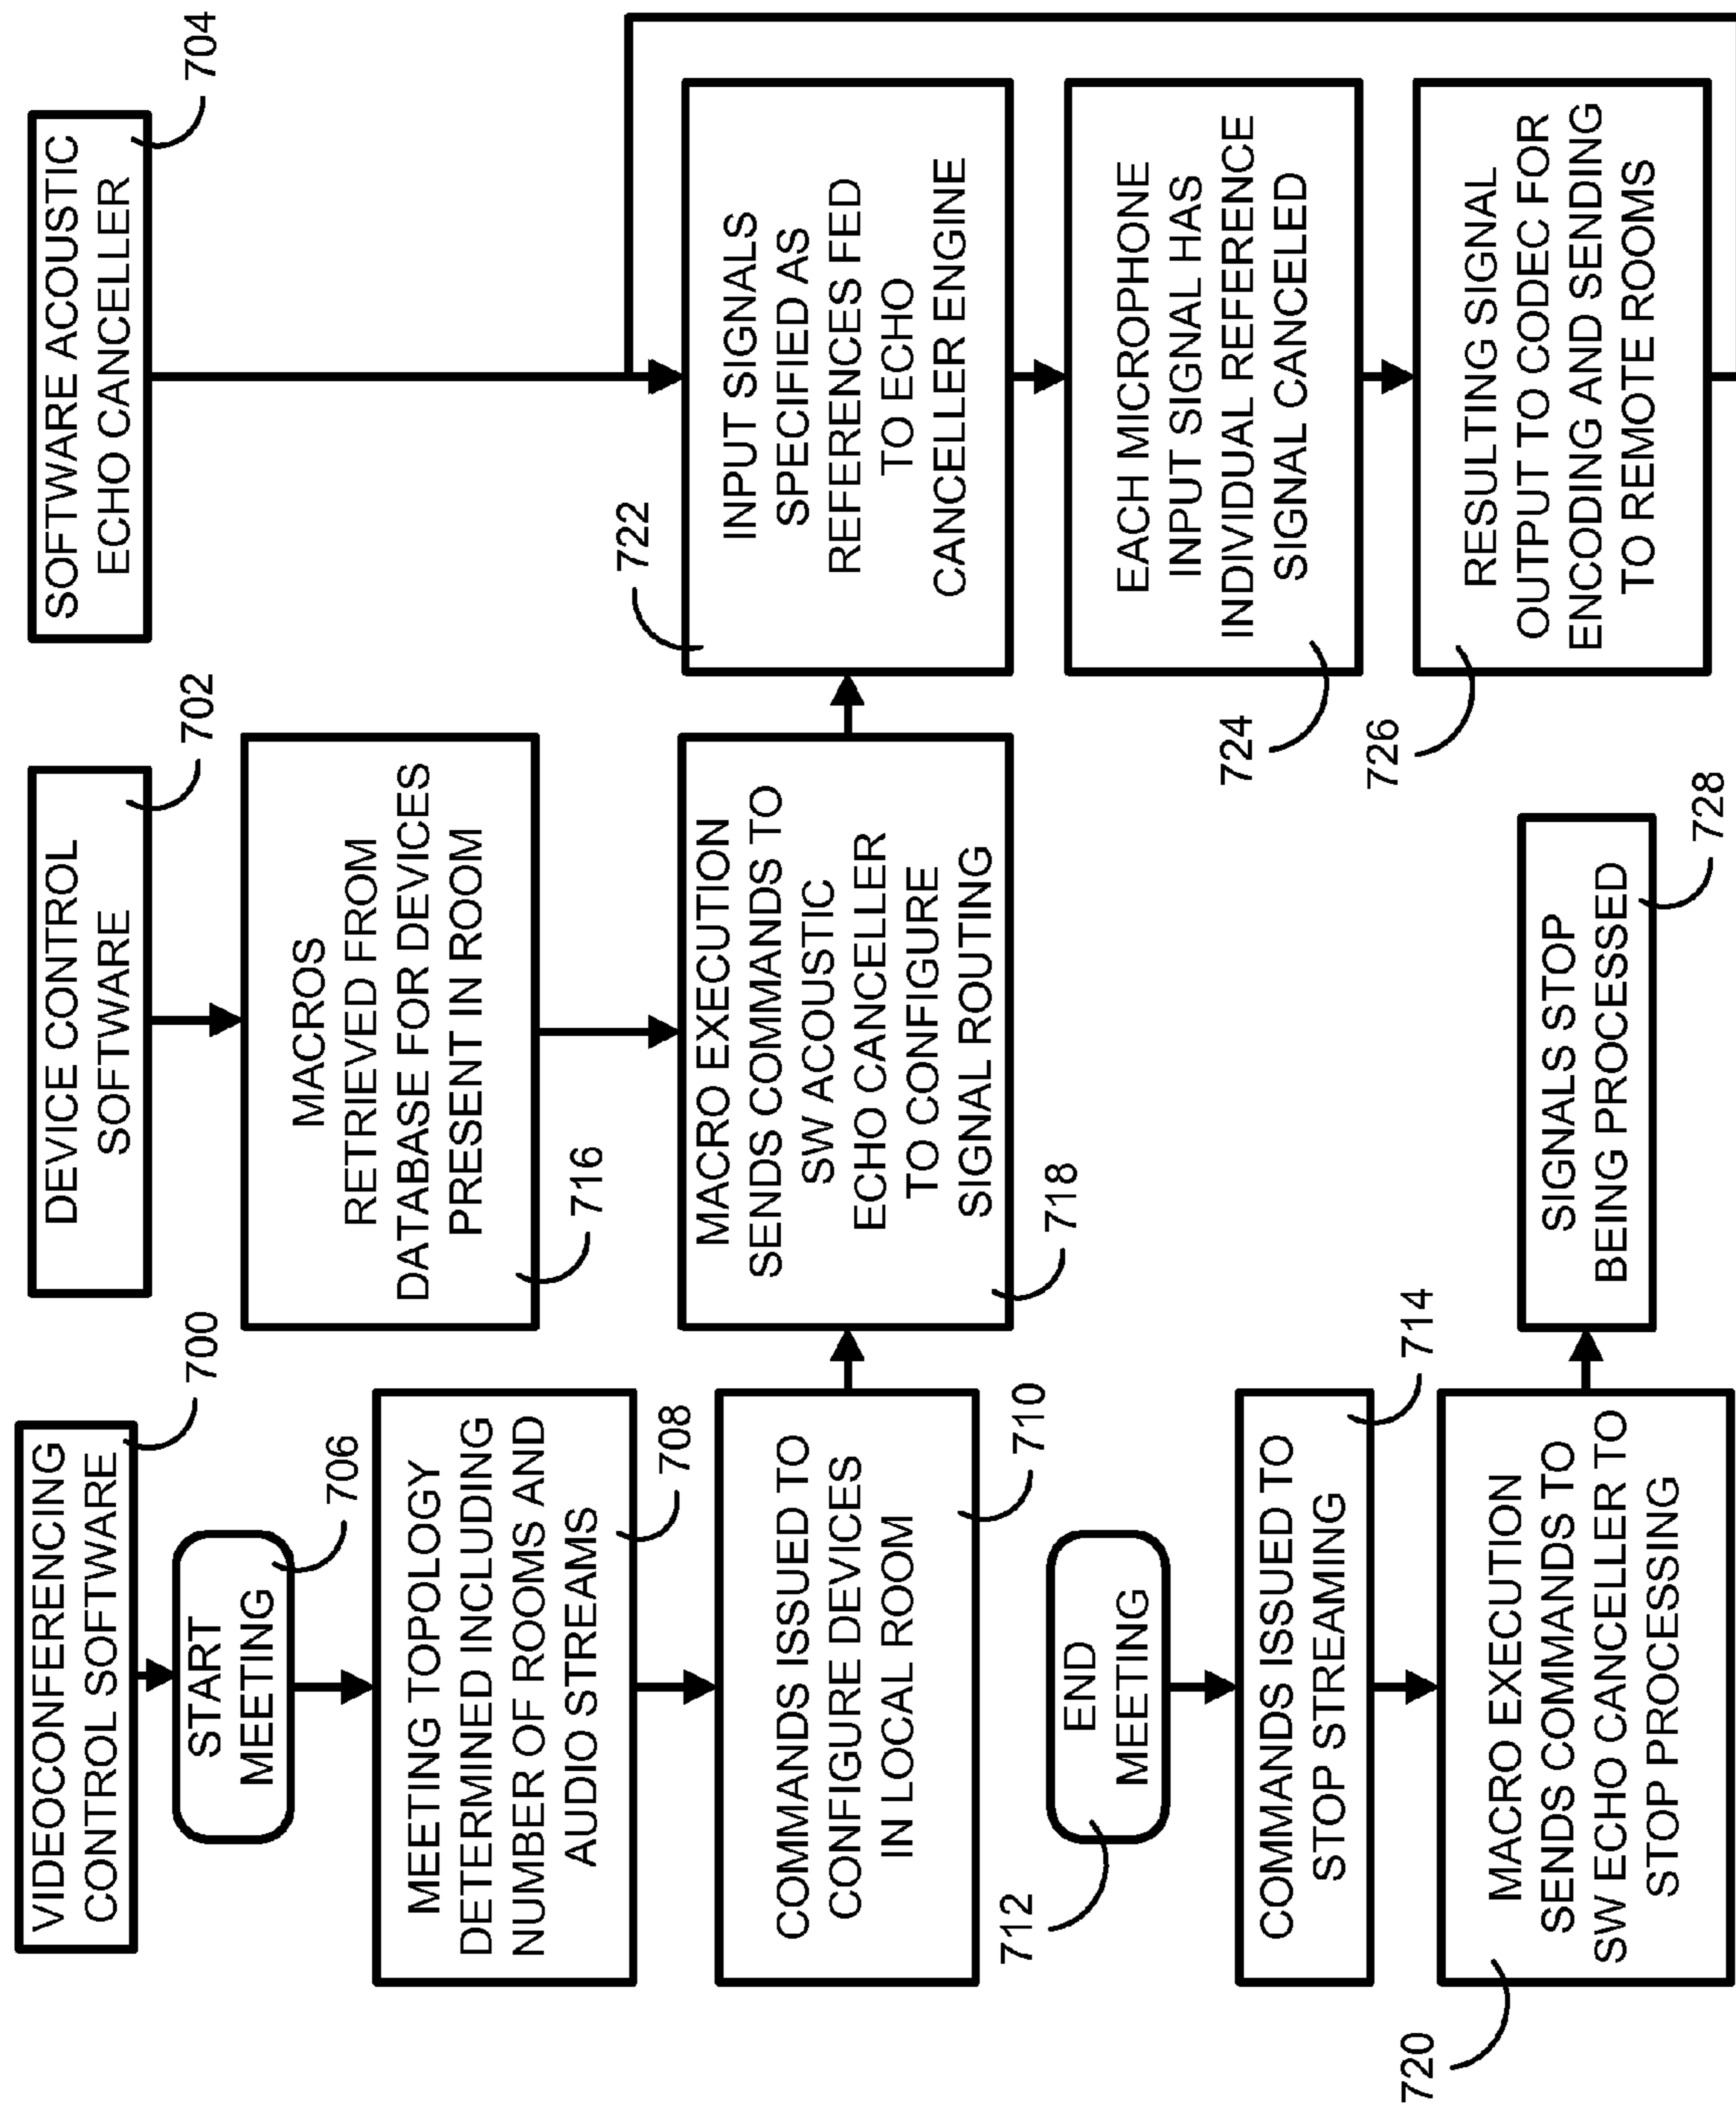 VIDEOCONFERENCING
CONTROL SOFTWARE
700
START
MEETING
706
MEETING TOPOLOGY
DETERMINED INCLUDING
NUMBER OF ROOMS AND
AUDIO STREAMS
708
COMMANDS ISSUED TO
CONFIGURE DEVICES
IN LOCAL ROOM
710
END
MEETING
712
COMMANDS ISSUED TO
STOP STREAMING
714
MACRO EXECUTION
SENDS COMMANDS TO
SW ECHO CANCELLER TO
STOP PROCESSING
720
DEVICE CONTROL
SOFTWARE
702
MACROS
RETRIEVED FROM
DATABASE FOR DEVICES
PRESENT IN ROOM
716
MACRO EXECUTION
SENDS COMMANDS TO
SW ACOUSTIC
ECHO CANCELLER
TO CONFIGURE
SIGNAL ROUTING
718
SIGNALS STOP
BEING PROCESSED
728
SOFTWARE ACOUSTIC
ECHO CANCELLER
704
INPUT SIGNALS
SPECIFIED AS
REFERENCES FED
TO ECHO
CANCELLER ENGINE
722
EACH MICROPHONE
INPUT SIGNAL HAS
INDIVIDUAL REFERENCE
SIGNAL CANCELED
724
RESULTING SIGNAL
OUTPUT TO CODEC FOR
ENCODING AND SENDING
TO REMOTE ROOMS
726